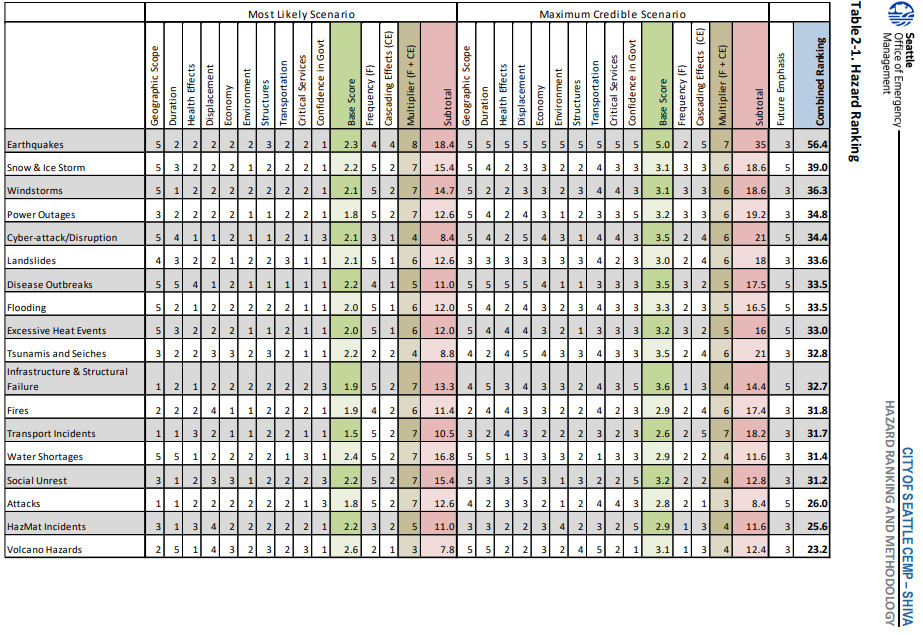 Most Likely Scenario Maximum Credible Scenario
Geographic Scope Duration Health Effects Displacement Economy Environment Structures Transportation Critical Services Confidence in Govt Base Score Frequency (F) Cascading Effects (CE) Multiplier (F + CE) Subtotal Geographic Scope Duration Health Effects Displacement Economy Environment Structures Transportation Critical Services Confidence in Govt Base Score Frequency (F) Cascading Effects (CE) Multiplier (F + CE) Subtotal Future Emphasis Combined Ranking
Earthquakes 5 2 2 2 2 2 3 2 2 1 2.3 4 4 8 18.4 5 5 5 5 5 5 5 5 5 5 5.0 2 5 7 35 3 56.4
Snow & Ice Storm 5 3 2 2 2 1 2 2 2 1 2.2 5 2 7 15.4 5 4 2 3 3 2 2 2 4 4 3.1 3 3 6 18.6 5 39.0
Windstorms 5 1 2 2 2 2 2 2 2 1 2.1 5 2 7 14.7 5 2 2 3 3 2 3 4 4 3 3.1 3 3 6 18.6 3 36.3
Power Outages 3 2 2 2 2 1 1 2 2 1 1.8 5 2 7 12.6 5 4 2 4 3 1 2 3 3 5 3.2 3 3 6 19.2 3 34.8
Cyber-attack/Disruption 5 4 1 1 2 1 1 2 1 3 2.1 3 1 4 8.4 5 4 2 5 4 3 1 4 4 3 3.5 2 4 6 21 5 34.4
Landslides 4 3 2 2 1 2 2 3 1 1 2.1 5 1 6 12.6 3 3 3 3 3 3 3 3 4 2 3.0 2 4 6 18 3 33.6
Disease Outbreaks 5 5 4 1 2 1 1 1 1 1 2.2 4 1 5 11.0 5 5 5 5 4 1 1 3 3 3 3.5 3 2 5 17.5 5 33.5
Flooding 5 2 1 2 2 2 2 2 1 1 2.0 5 1 6 12.0 5 4 2 3 4 3 3 2 4 3 3.3 3 2 5 16.5 5 33.5
Excessive Heat Events 5 3 2 2 2 1 1 2 1 1 2.0 5 1 6 12.0 5 4 4 4 3 2 1 3 3 3 3.2 3 2 5 16 5 33.0
Tsunamis and Seiches 3 2 2 3 3 2 3 2 1 1 2.2 2 2 4 8.8 4 2 4 5 4 3 4 3 3 3 3.5 2 4 6 21 3 32.8
Infrastructure & Structural
Failure 1 2 1 2 2 2 2 2 2 3 1.9 5 2 7 13.3 4 5 3 4 3 3 2 4 3 5 3.6 1 3 4 14.4 5 32.7
Fires 2 2 2 4 1 1 2 2 2 1 1.9 4 2 6 11.4 2 4 4 3 3 2 2 4 3 2 2.9 2 4 6 17.4 3 31.8
Transport Incidents 1 1 3 2 1 1 2 2 1 1 1.5 5 2 7 10.5 3 2 4 3 2 2 2 3 2 3 2.6 2 5 7 18.2 3 31.7
Water Shortages 5 5 1 2 2 2 2 1 1 3 2.4 5 2 7 16.8 5 5 1 3 3 3 2 1 3 3 2.9 2 2 4 11.6 3 31.4
Social Unrest 3 1 2 3 3 1 2 2 2 3 2.2 5 2 7 15.4 5 2 3 5 3 1 3 2 3 5 3.2 2 2 4 12.8 3 31.2
Attacks 1 1 2 2 2 2 2 2 1 3 1.8 5 2 7 12.6 4 2 3 3 2 1 2 4 4 3 2.8 2 1 3 8.4 5 26.0
HazMat Incidents 3 1 3 4 2 2 2 2 2 1 2.2 3 2 5 11.0 3 3 2 2 3 4 2 3 2 5 2.9 1 3 4 11.6 3 25.6
Volcano Hazards 2 5 1 4 3 2 3 2 3 1 2.6 2 1 3 7.8 5 5 2 2 3 3 4 5 2 1 3.1 1 3 4 12.4 3 23.2
Table 2-1. Hazard Ranking
Seattle
Office of Emergency
Management
CITY OF SEATTLE CEMP – SHIVA
HAZARD RANKING AND METHODOLOGY